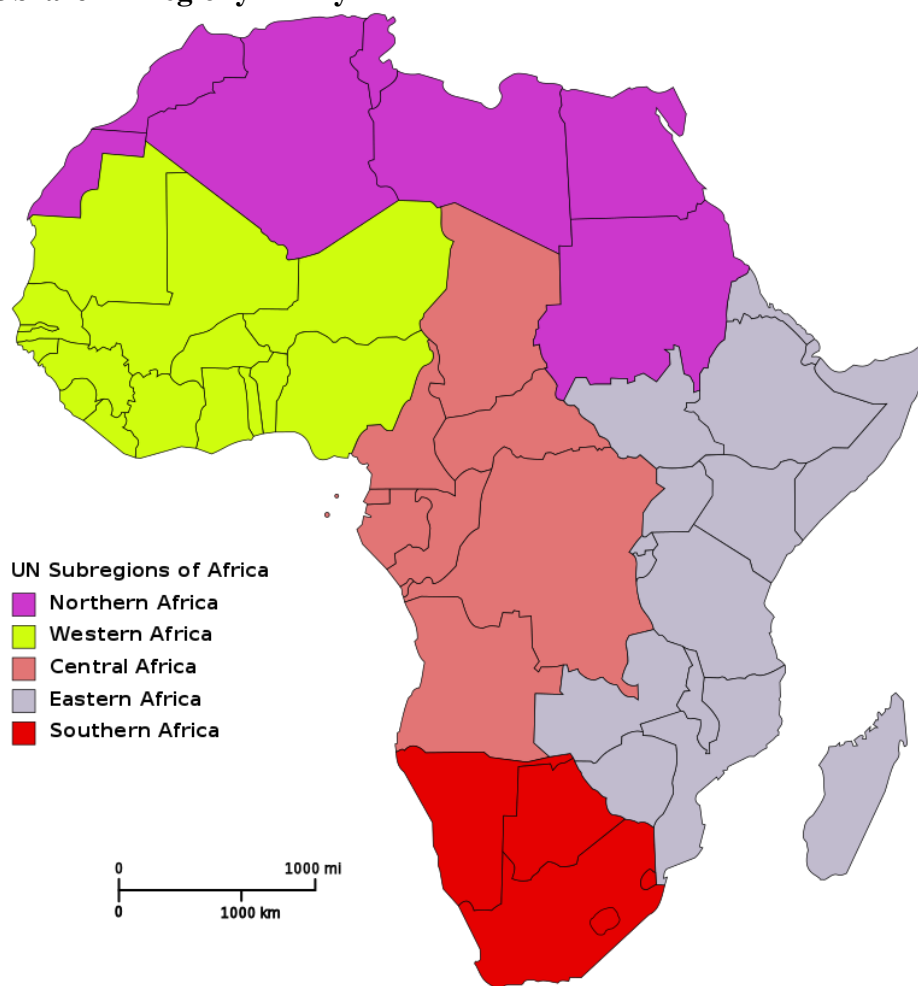 UN Subregions of Africa
Northern Africa
Western Africa
Central Africa
Eastern Africa
Southern Africa
0 1000 mi
0 1000 km